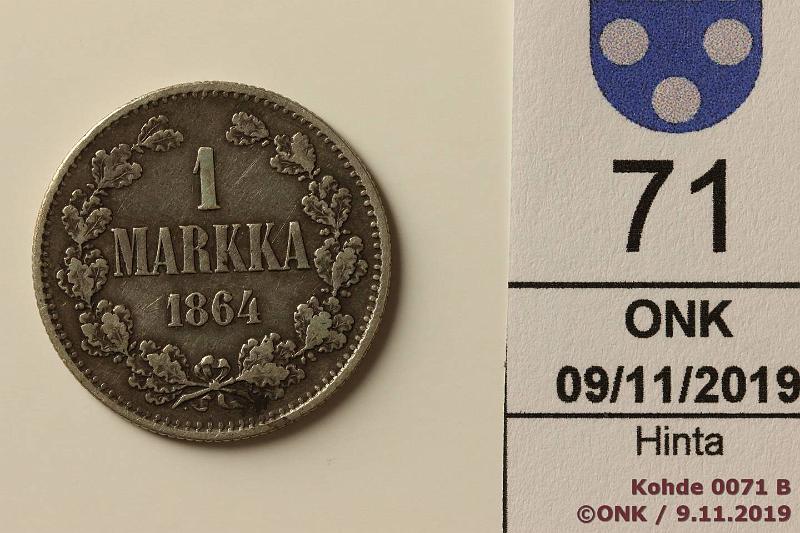 1
MARKKA
1864
71
ONK
09/11/2019
Hinta
Kohde 0071 B
©ONK / 9.11.2019